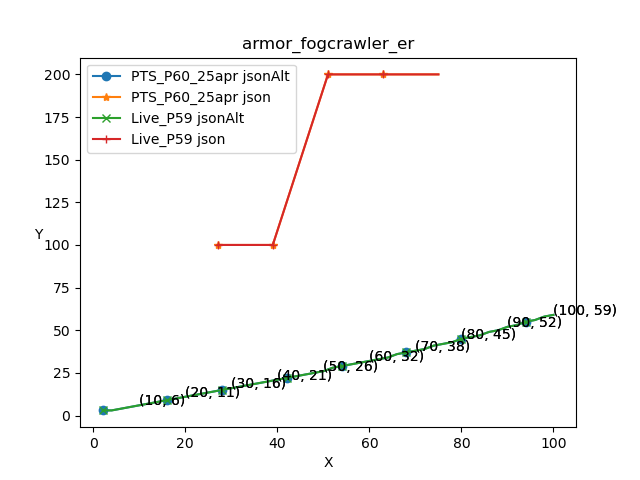 armor_fogcrawler_er
PTS_P60_25apr jsonAlt
PTS_P60_25apr json
Live_P59 jsonAlt
Live_P59 json
200
175
150
125
100
75
50
25
0
Y
(10, 6)
(20, 11)
(30, 16)
(40, 21)
(50, 26)
(60, 32)
(70, 38)
(80, 45)
(90, 52)
(100, 59)
0 20 40 60 80 100
X